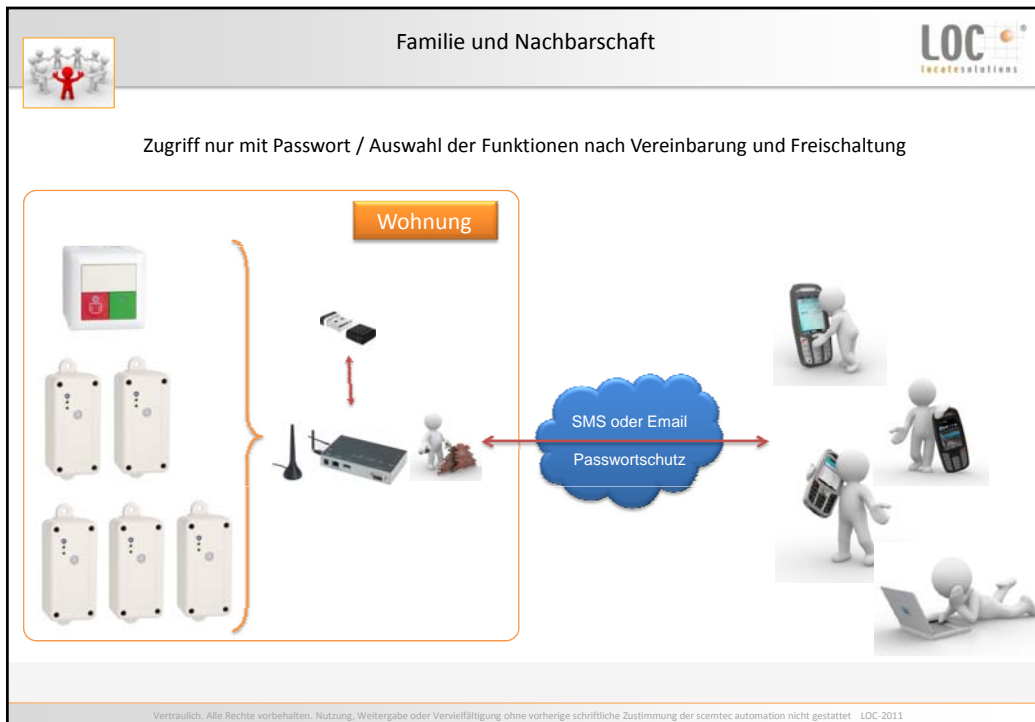 Familie und Nachbarschaft
LOC
locatesolutions
Zugriff nur mit Passwort / Auswahl der Funktionen nach Vereinbarung und Freischaltung
Wohnung
SMS oder Email
Passwortschutz
Vertraulich. Alle Rechte vorbehalten. Nutzung, Weitergabe oder Vervielfältigung ohne vorherige schriftliche Zustimmung der scemtec automation nicht gestattet LOC-2011